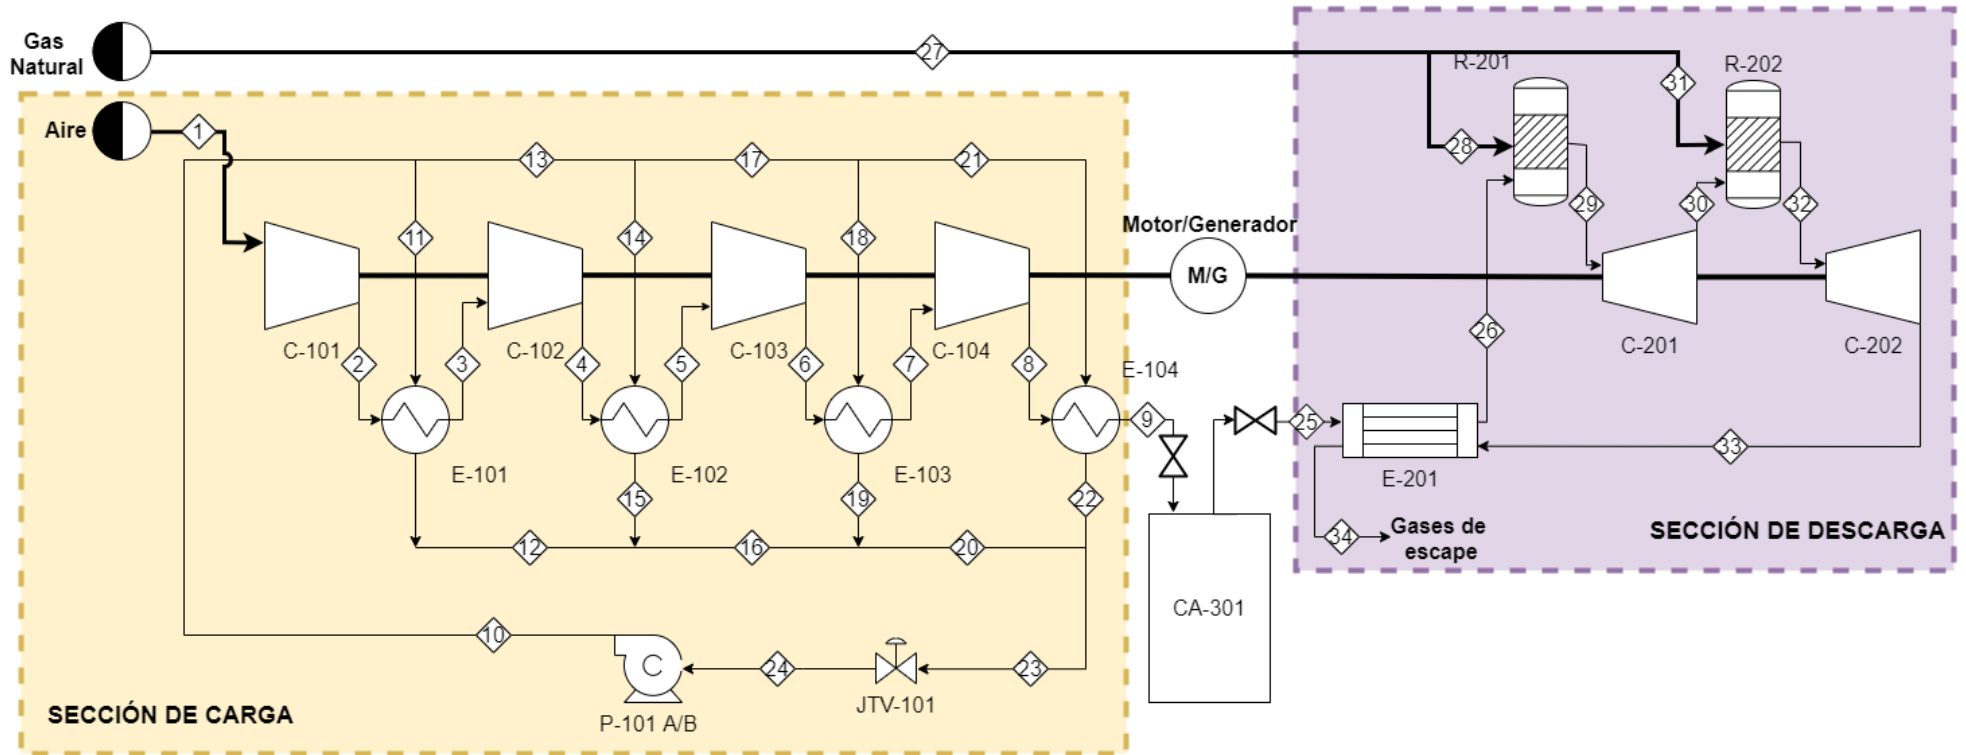 Gas
Natural
27
R-201
R-202
31
Aire
1
13
17
21
28
11
14
18
29
30
32
Motor/Generador
M/G
C-101
C-102
C-103
C-104
C-201
C-202
2
3
4
5
6
7
8
E-104
26
9
25
33
E-101
E-102
E-103
E-201
15
19
22
12
16
20
34
Gases de
escape
SECCIÓN DE DESCARGA
CA-301
10
C
24
23
JTV-101
P-101 A/B
SECCIÓN DE CARGA